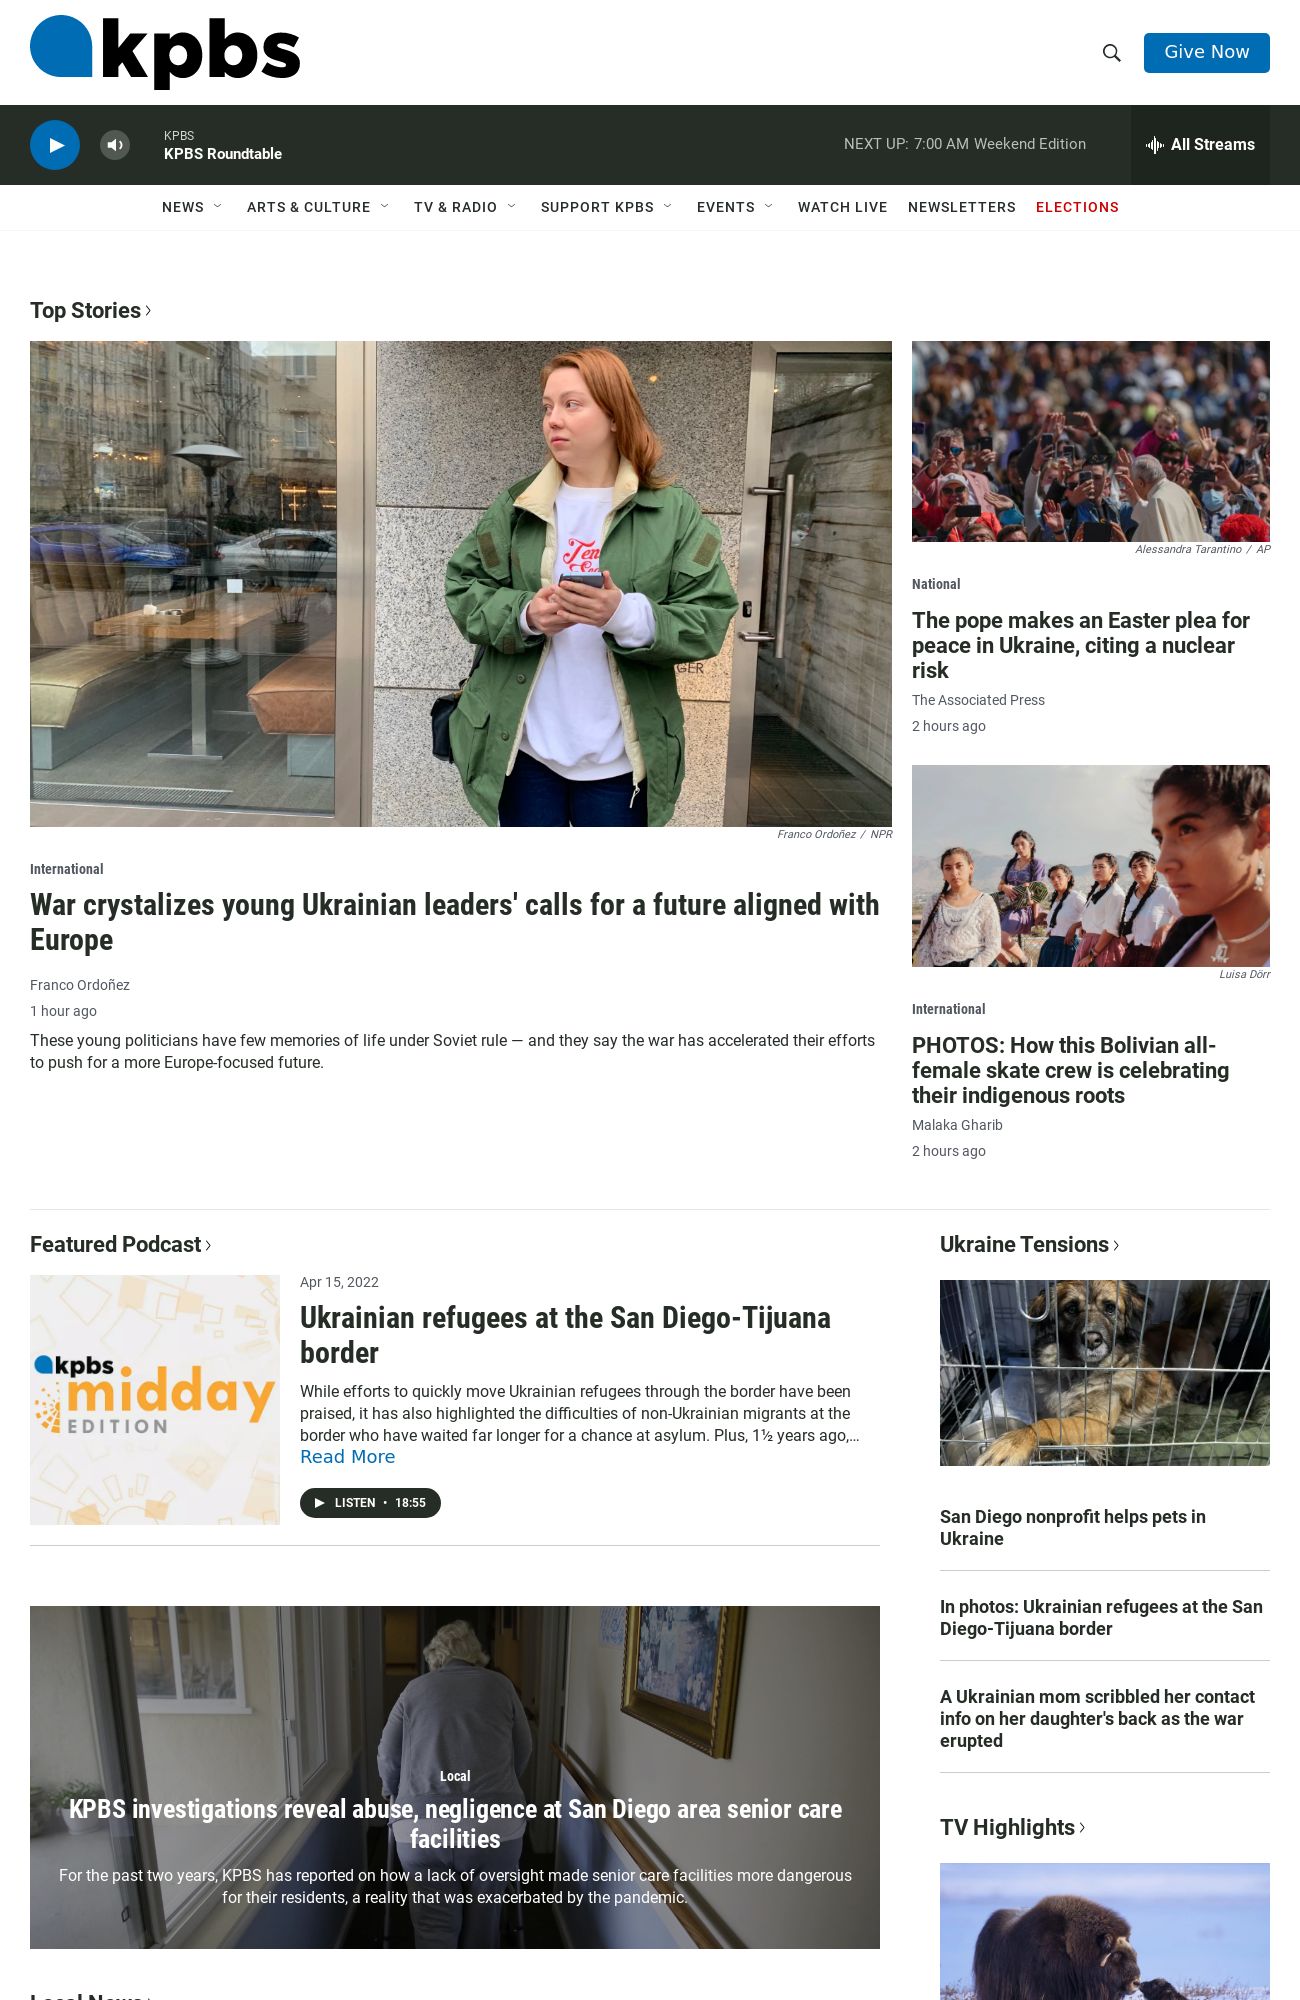 kpbs
Give Now
KPBS
KPBS Roundtable
NEXT UP: 7:00 AM Weekend Edition
All Streams
NEWS
ARTS & CULTURE
TV & RADIO
SUPPORT KPBS
EVENTS
WATCH LIVE
NEWSLETTERS
ELECTIONS
Top Stories
GER
Franco Ordoñez / NPR
International
War crystalizes young Ukrainian leaders' calls for a future aligned with
Europe
Franco Ordoñez
1 hour ago
These young politicians have few memories of life under Soviet rule — and they say the war has accelerated their efforts
to push for a more Europe-focused future.
Alessandra Tarantino / AP
National
The pope makes an Easter plea for
peace in Ukraine, citing a nuclear
risk
The Associated Press
2 hours ago
Luisa Dörr
International
PHOTOS: How this Bolivian all-
female skate crew is celebrating
their indigenous roots
Malaka Gharib
2 hours ago
Featured Podcast
kpbs
midday
EDITION
Apr 15, 2022
Ukrainian refugees at the San Diego-Tijuana
border
While efforts to quickly move Ukrainian refugees through the border have been
praised, it has also highlighted the difficulties of non-Ukrainian migrants at the
border who have waited far longer for a chance at asylum. Plus, 1½ years ago,…
Read More
LISTEN • 18:55
Local
KPBS investigations reveal abuse, negligence at San Diego area senior care
facilities
For the past two years, KPBS has reported on how a lack of oversight made senior care facilities more dangerous
for their residents, a reality that was exacerbated by the pandemic.
Local News
Ukraine Tensions
San Diego nonprofit helps pets in
Ukraine
In photos: Ukrainian refugees at the San
Diego-Tijuana border
A Ukrainian mom scribbled her contact
info on her daughter's back as the war
erupted
TV Highlights